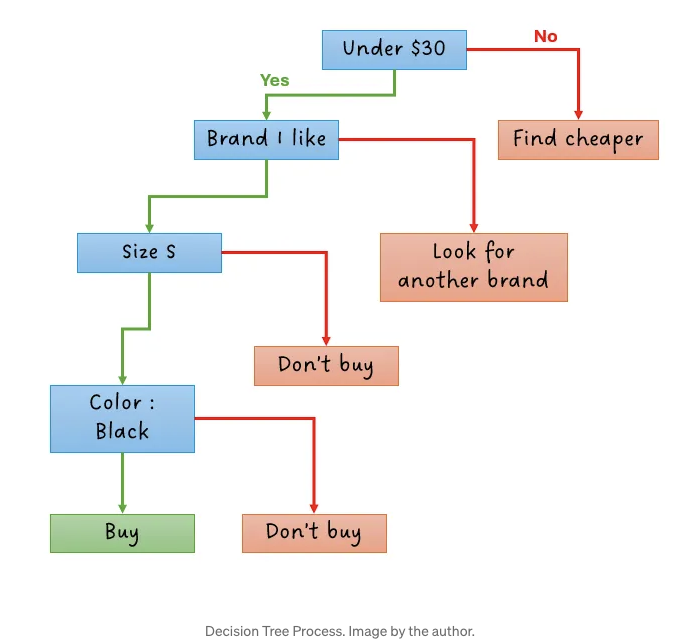 Under $30
No
Yes
Brand I like
Find cheaper
Size S
Look for
another brand
Don't buy
Color :
Black
Buy
Don't buy
Decision Tree Process. Image by the author.